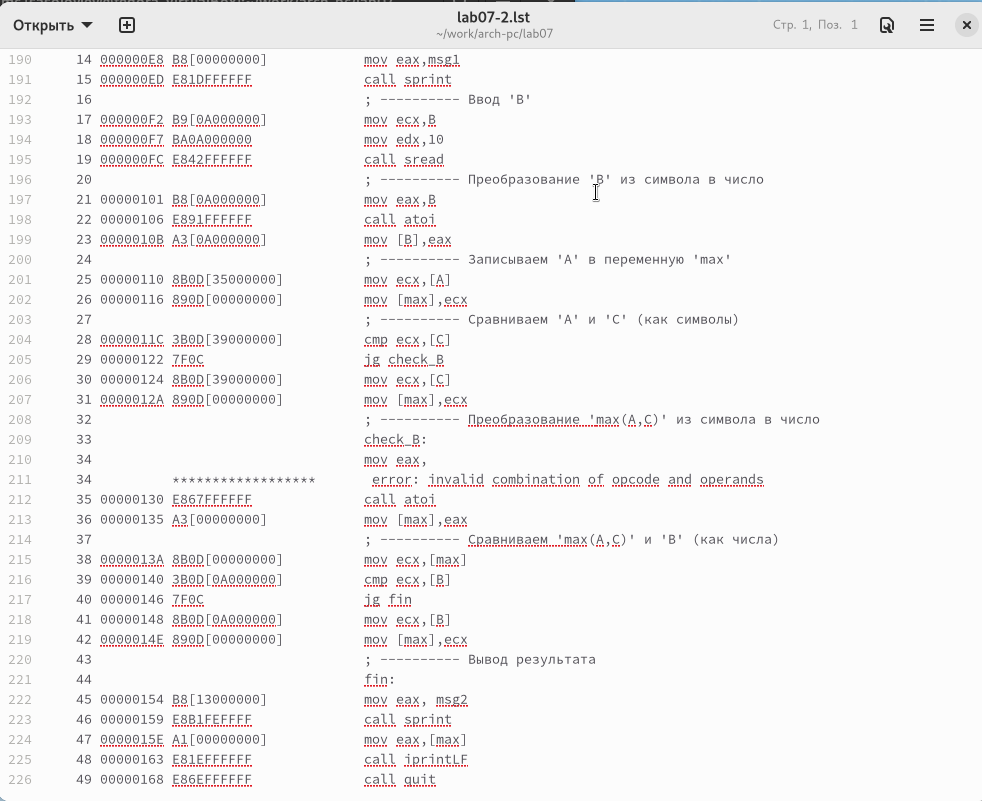 Открыть
lab07-2.lst
~/work/arch-pc/lab07
Стр. 1, Поз. 1
190 14 000000E8 B8[00000000] mov eax,msg1
191 15 000000ED E81DFFFFFF call sprint
192 16 ; ---------- Ввод 'B'
193 17 000000F2 B9[0A000000] mov ecx,B
194 18 000000F7 BA0A000000 mov edx,10
195 19 000000FC E842FFFFFF call sread
196 20 ; ---------- Преобразование 'B' из символа в число
197 21 00000101 B8[0A000000] mov eax,B
198 22 00000106 E891FFFFFF call atoi
199 23 0000010B A3[0A000000] mov [B],eax
200 24 ; ---------- Записываем 'A' в переменную 'max'
201 25 00000110 8B0D[35000000] mov ecx,[A]
202 26 00000116 890D[00000000] mov [max],ecx
203 27 ; ---------- Сравниваем 'A' и 'C' (как символы)
204 28 0000011C 3B0D[39000000] cmp ecx,[C]
205 29 00000122 7F0C jg check_B
206 30 00000124 8B0D[39000000] mov ecx,[C]
207 31 0000012A 890D[00000000] mov [max],ecx
208 32 ; ---------- Преобразование 'max(A,C)' из символа в число
209 33 check_B:
210 34 mov eax,
211 34 ****************** error: invalid combination of opcode and operands
212 35 00000130 E867FFFFFF call atoi
213 36 00000135 A3[00000000] mov [max],eax
214 37 ; ---------- Сравниваем 'max(A,C)' и 'B' (как числа)
215 38 0000013A 8B0D[00000000] mov ecx,[max]
216 39 00000140 3B0D[0A000000] cmp ecx,[B]
217 40 00000146 7F0C jg fin
218 41 00000148 8B0D[0A000000] mov ecx,[B]
219 42 0000014E 890D[00000000] mov [max],ecx
220 43 ; ---------- Вывод результата
221 44 fin:
222 45 00000154 B8[13000000] mov eax, msg2
223 46 00000159 E8B1FEFFFF call sprint
224 47 0000015E A1[00000000] mov eax,[max]
225 48 00000163 E81EFFFFFF call iprintLF
226 49 00000168 E86EFFFFFF call quit